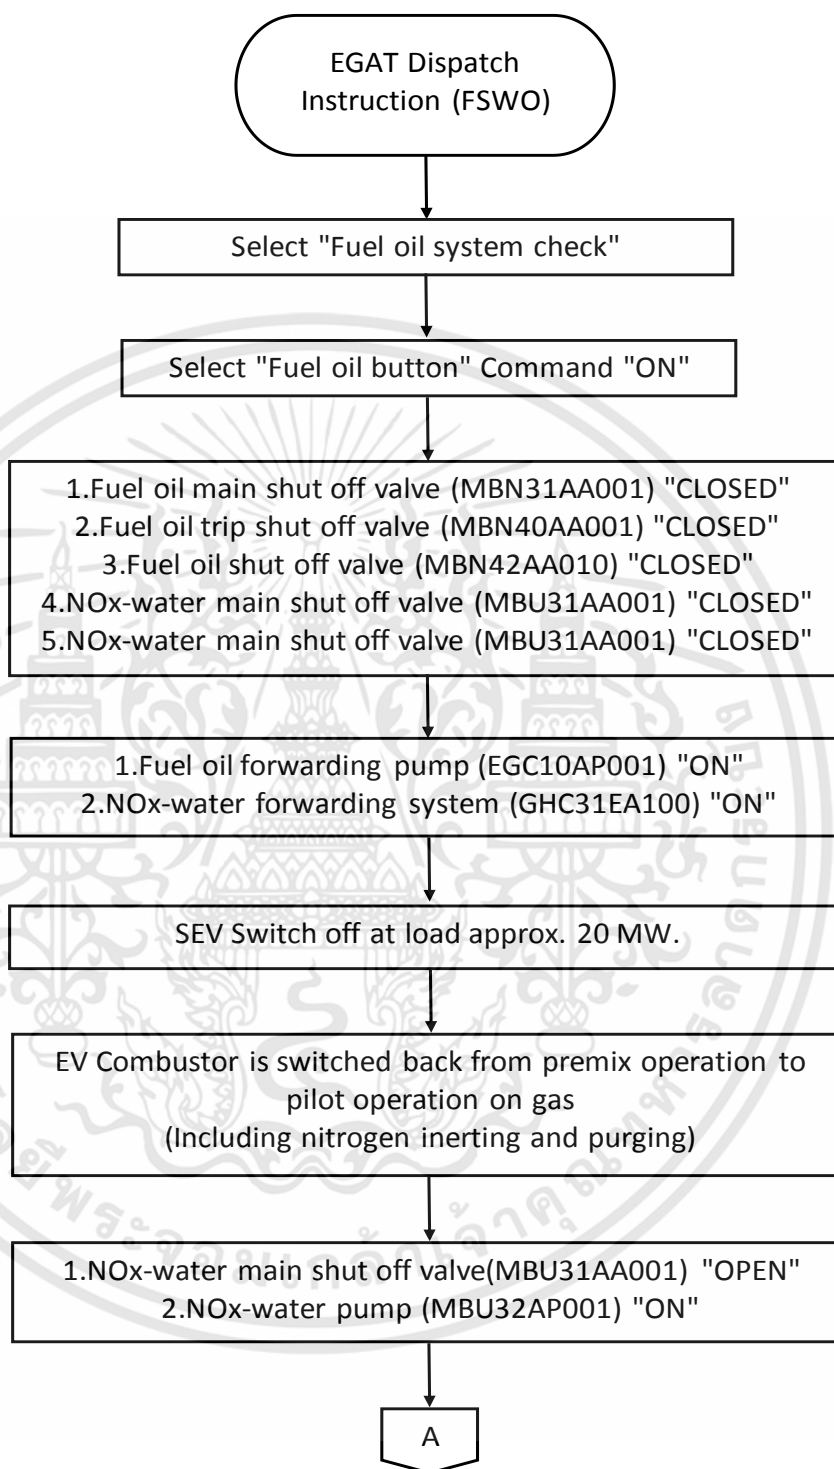 EGAT Dispatch
Instruction (FSWO)
Select "Fuel oil system check"
Select "Fuel oil button" Command "ON"
1.Fuel oil main shut off valve (MBN31AA001) "CLOSED"
2.Fuel oil trip shut off valve (MBN40AA001) "CLOSED"
3.Fuel oil shut off valve (MBN42AA010) "CLOSED"
4.NOx-water main shut off valve (MBU31AA001) "CLOSED"
5.NOx-water main shut off valve (MBU31AA001) "CLOSED"
1.Fuel oil forwarding pump (EGC10AP001) "ON"
2.NOx-water forwarding system (GHC31EA100) "ON"
SEV Switch off at load approx. 20 MW.
EV Combustor is switched back from premix operation to
pilot operation on gas
(Including nitrogen inerting and purging)
1.NOx-water main shut off valve(MBU31AA001) "OPEN"
2.NOx-water pump (MBU32AP001) "ON"
A